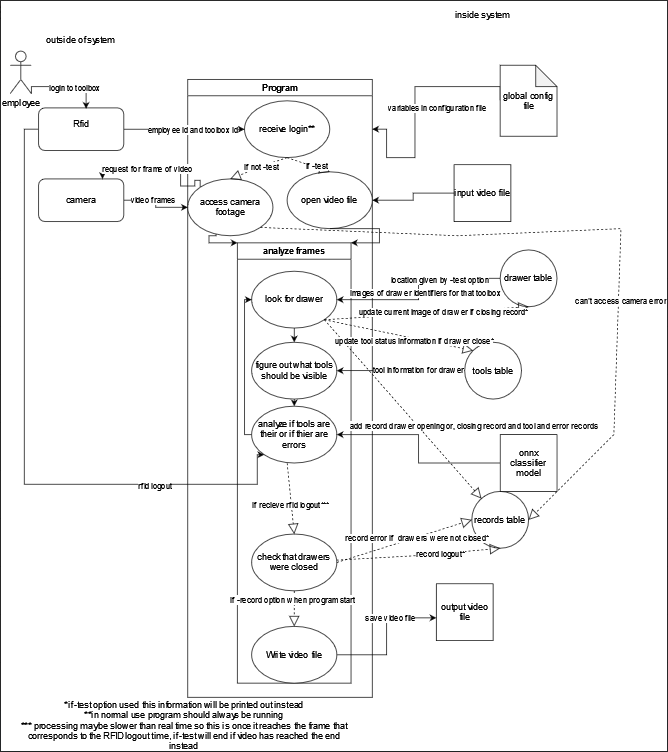 inside system
outside of system
login to toolbox
employee
Rfid
Program
global config
file
variables in configuration file
employee id and toolbox id
receive login**
if not -test
if -test
request for frame of video
camera
video frames
access camera
footage
open video file
input video file
analyze frames
look for drawer
location given by -test option
images of drawer identifiers for that toolbox
drawer table
can't access camera error
update current image of drawer if closing record*
update tool status information if drawer close*
figure out what tools
should be visible
tool information for drawer
tools table
analyze if tools are
their or if thier are
errors
add record drawer opening or, closing record and tool and error records
onnx
classifier
model
rfid logout
if recieve rfid logout***
records table
record error if drawers were not closed*
record logout*
check that drawers
were closed
if -record option when program start
save video file
output video
file
Write video file
*if-test option used this information will be printed out instead
**in normal use program should always be running
*** processing maybe slower than real time so this is once it reaches the frame that
corresponds to the RFID logout time, if-test will end if video has reached the end
instead